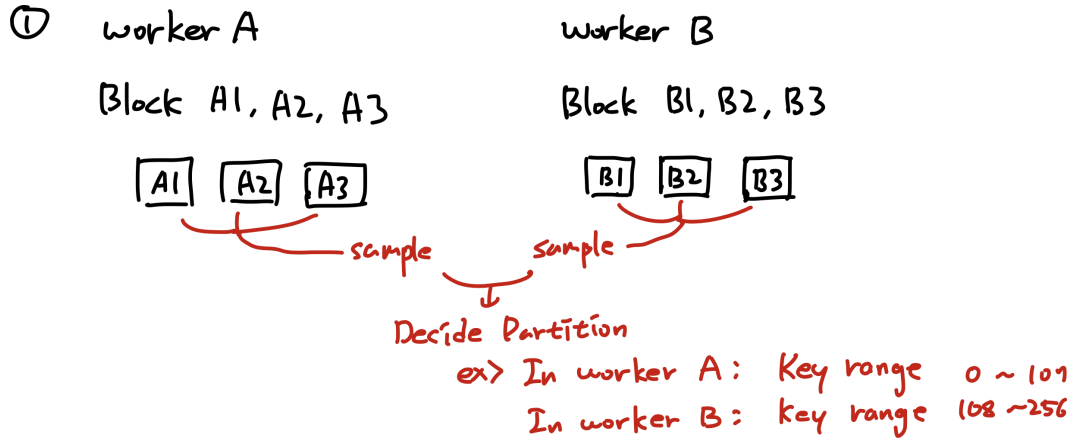 ① worker A worker B
Block A1, A2, A3 Block B1, B2, B3
A1 A2 A3 B1 B2 B3
sample sample
Decide Partition
ex> In worker A : Key range 0 ~ 107
In worker B : Key range 108 ~256